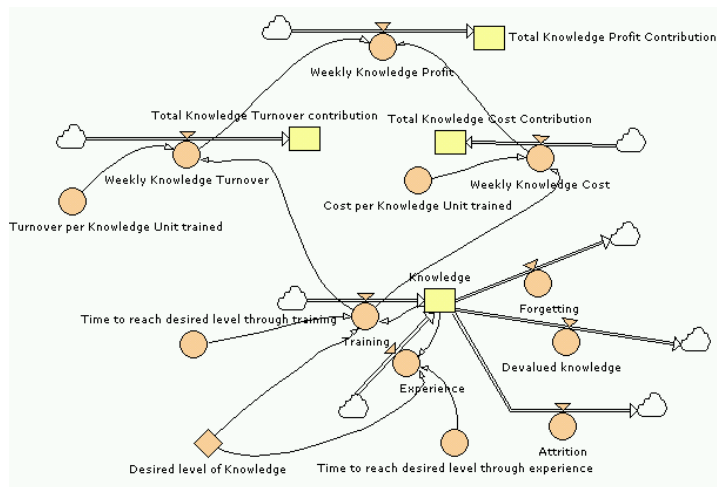 Total Knowledge Profit Contribution
Weekly Knowledge Profit
Total Knowledge Turnover contribution
Total Knowledge Cost Contribution
Weekly Knowledge Turnover
Weekly Knowledge Cost
Cost per Knowledge Unit trained
Turnover per Knowledge Unit trained
Knowledge
Forgetting
Time to reach desired level through training
Training
Devalued knowledge
Experience
Attrition
Desired level of Knowledge
Time to reach desired level through experience